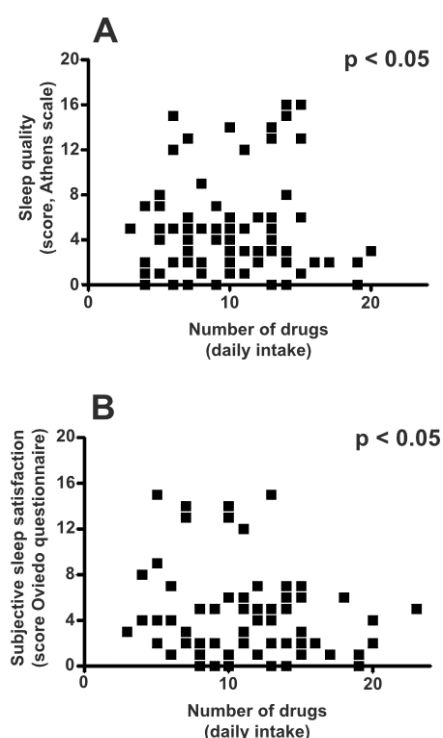 A
p < 0.05
Sleep quality
(score, Athens scale)
20
16
12
8
4
0
0
10
20
Number of drugs
(daily intake)
B
p < 0.05
Subjective sleep satisfaction
(score Oviedo questionnaire)
20
16
12
8
4
0
0
10
20
Number of drugs
(daily intake)